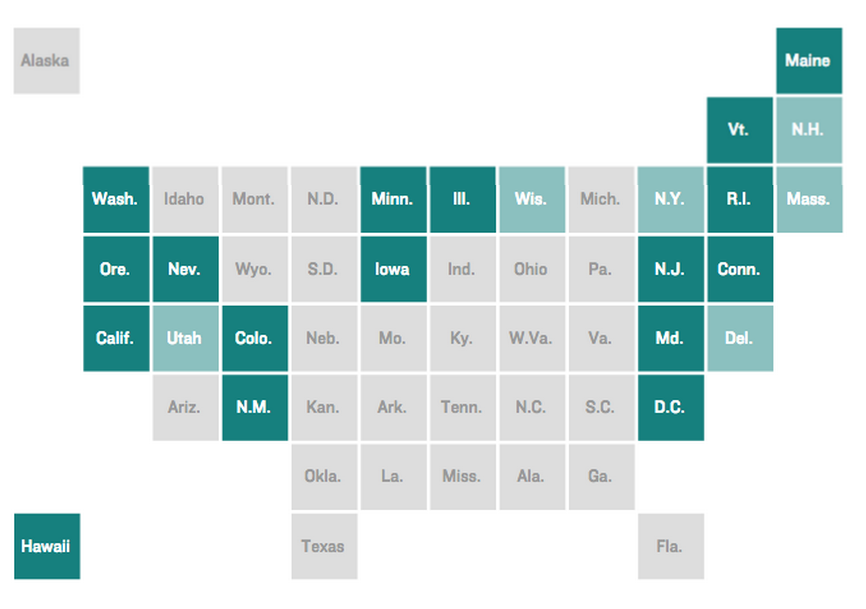 Alaska
Maine
Vt.
N.H.
Wash.
Idaho
Mont.
N.D.
Minn.
Ill.
Wis.
Mich.
N.Y.
R.I.
Mass.
Ore.
Nev.
Wyo.
S.D.
Iowa
Ind.
Ohio
Pa.
N.J.
Conn.
Calif.
Utah
Colo.
Neb.
Mo.
Ky.
W.Va.
Va.
Md.
Del.
Ariz.
N.M.
Kan.
Ark.
Tenn.
N.C.
S.C.
D.C.
Okla.
La.
Miss.
Ala.
Ga.
Hawaii
Texas
Fla.